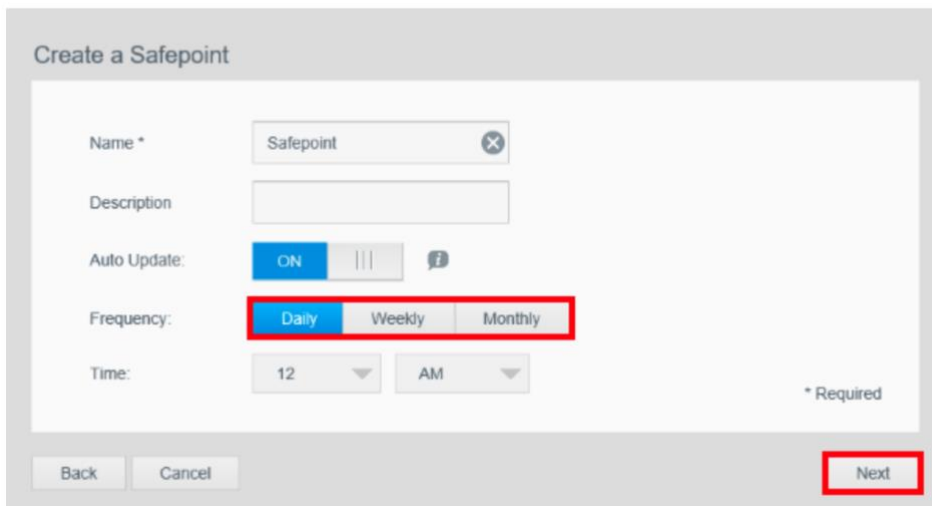 Create a Safepoint
Name * Safepoint
Description
Auto Update: ON
Frequency: Daily Weekly Monthly
Time: 12 AM
* Required
Back Cancel Next